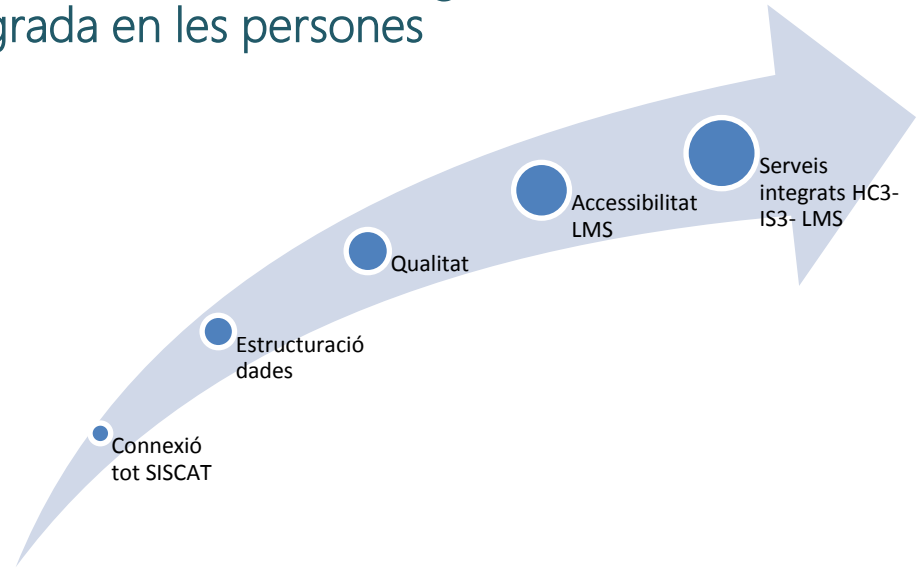 grada en les persones
Serveis
integrats HC3-
IS3- LMS
Accessibilitat
LMS
Qualitat
Estructuració
dades
Connexió
tot SISCAT